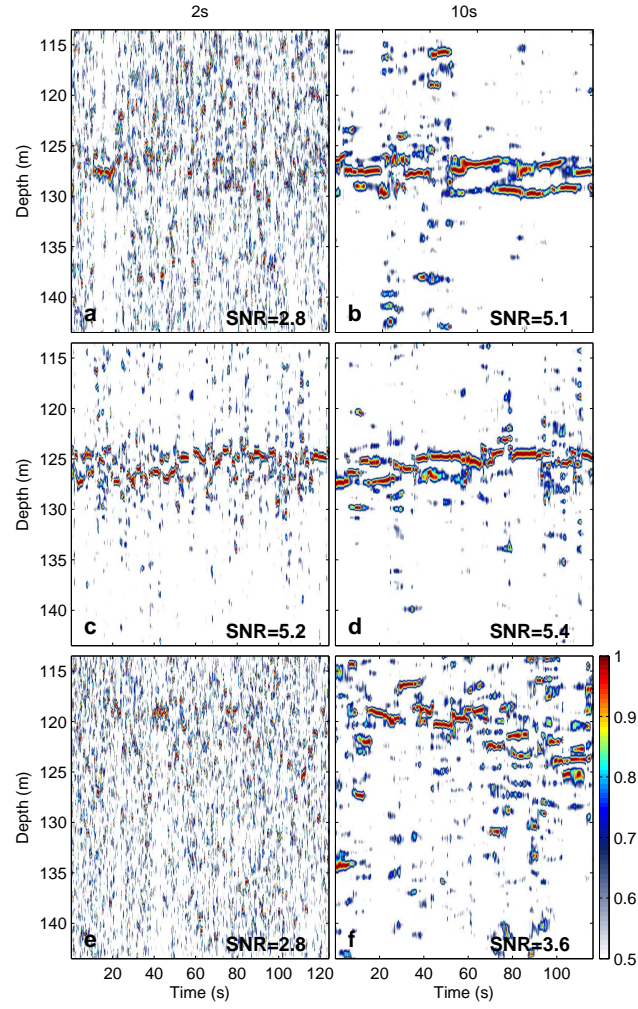 2s
10s
115
120
125
130
135
140
Depth (m)
a
SNR=2.8
b
SNR=5.1
115
120
125
130
135
140
Depth (m)
c
SNR=5.2
d
SNR=5.4
115
120
125
130
135
140
Depth (m)
e
SNR=2.8
f
SNR=3.6
1
0.9
0.8
0.7
0.6
0.5
20 40 60 80 100 120
20 40 60 80 100
Time (s)
Time (s)